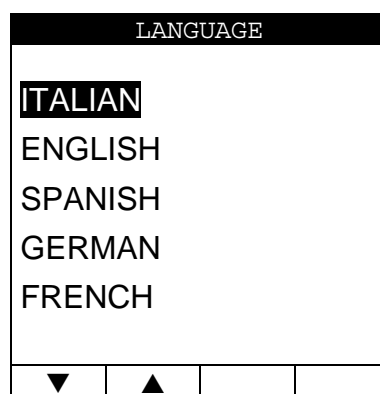 LANGUAGE
ITALIAN
ENGLISH
SPANISH
GERMAN
FRENCH
▼ ▲